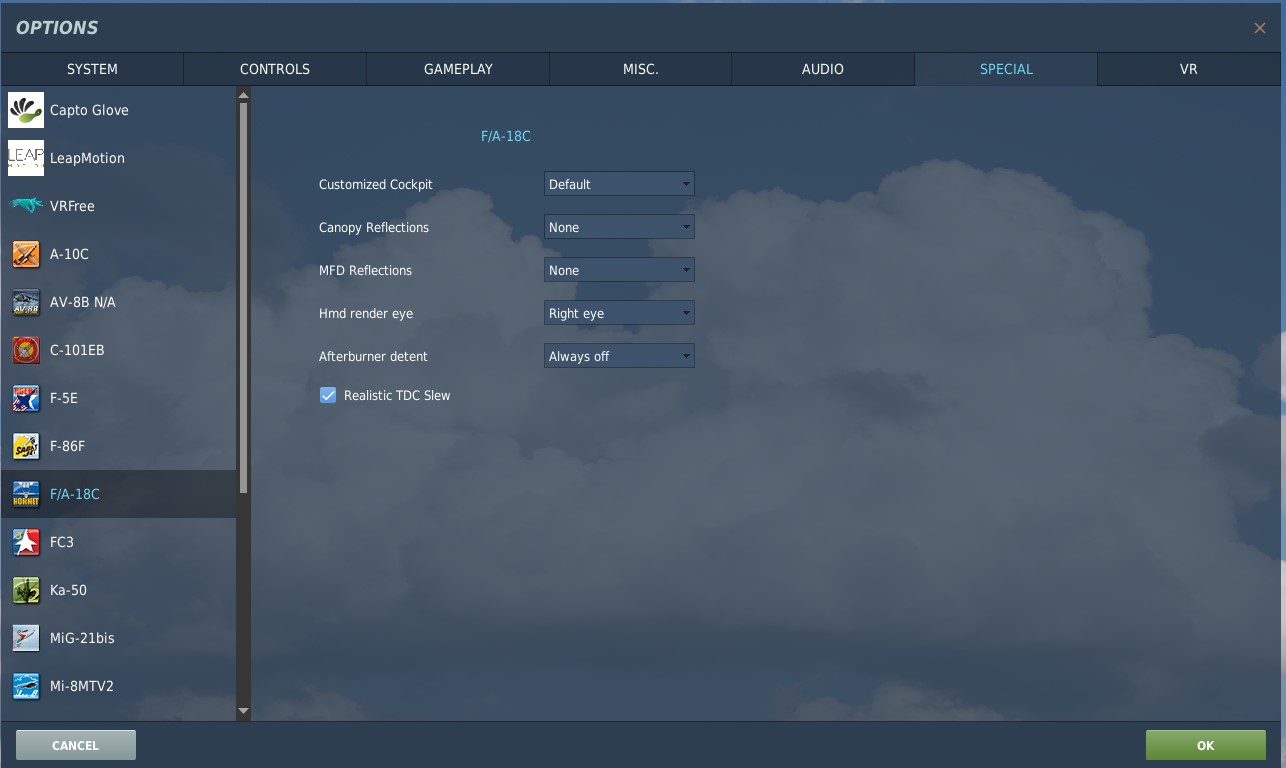 OPTIONS
SYSTEM
CONTROLS
GAMEPLAY
MISC.
AUDIO
SPECIAL
VR
Capto Glove
LEAP
LeapMotion
VRFree
A-10C
AV-8B N/A
C-101EB
F-5E
F-86F
HORNET
F/A-18C
FC3
Ka-50
MiG-21bis
Mi-8MTV2
F/A-18C
Customized Cockpit
Default
Canopy Reflections
None
MFD Reflections
None
Hmd render eye
Right eye
Afterburner detent
Always off
Realistic TDC Slew
CANCEL
OK